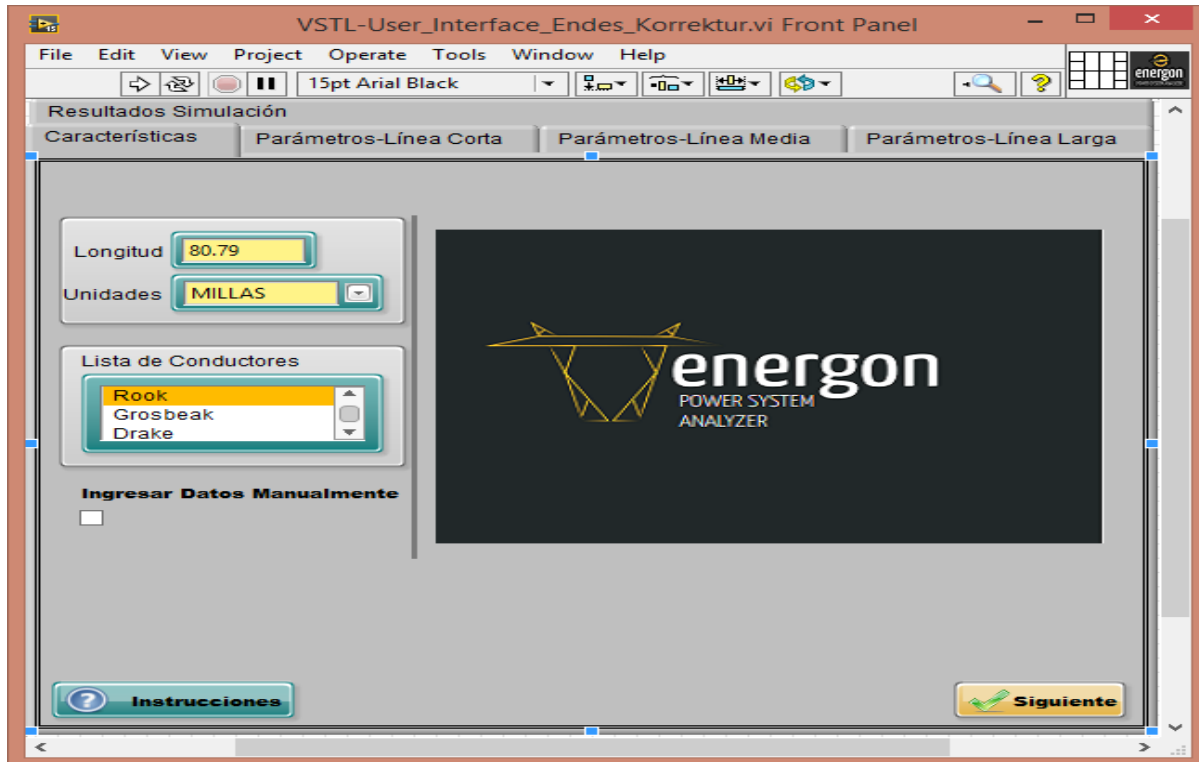 VSTL-User_Interface_Endes_Korrektur.vi Front Panel
File Edit View Project Operate Tools Window Help
15pt Arial Black
energon
Resultados Simulación
Características Parámetros-Línea Corta Parámetros-Línea Media Parámetros-Línea Larga
Longitud 80.79
Unidades MILLAS
Lista de Conductores
Rook
Grosbeak
Drake
Ingresar Datos Manualmente
energon
POWER SYSTEM
ANALYZER
Instrucciones
Siguiente